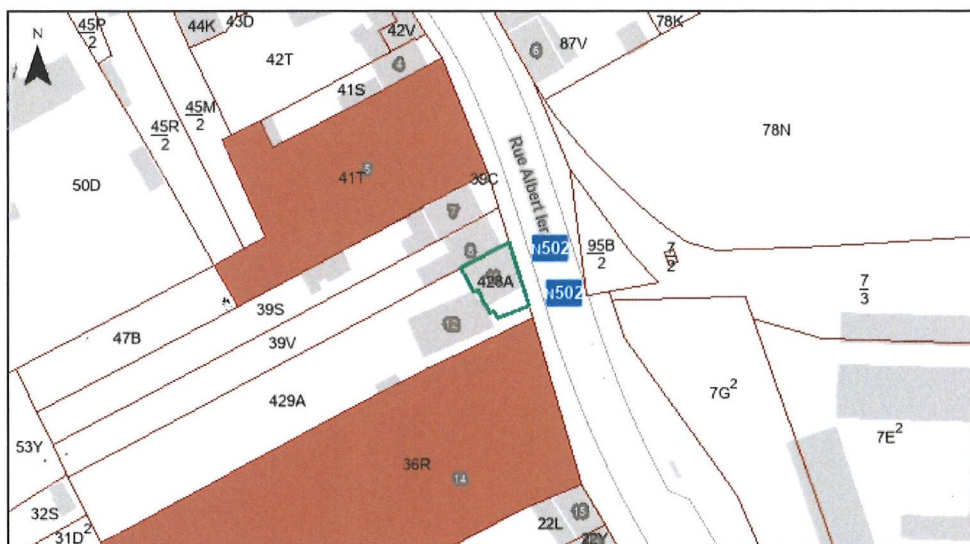 45P
2
44K
43D
42V
4
6
87V
78K
N
42T
41S
45M
2
45R
2
78N
50D
5
41T
39C
Rue Albert Ier
7
N502
95B
2
7
2
428A
N502
7
3
39S
47B
12
39V
7G²
429A
7E²
53Y
36R
14
32S
31D²
22L
15
22Y